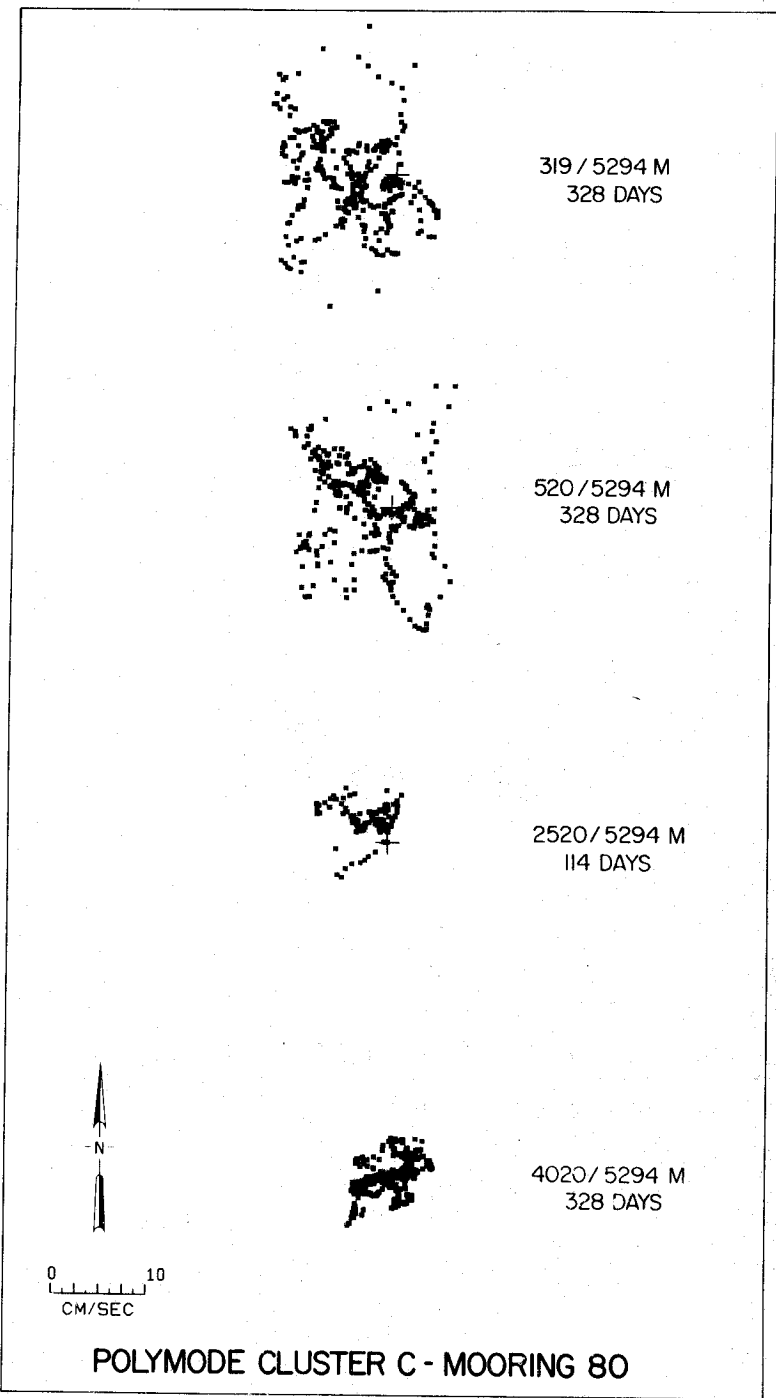 319 / 5294 M
328 DAYS
520 / 5294 M
328 DAYS
2520 / 5294 M
114 DAYS
4020 / 5294 M
328 DAYS
N
0 10
CM/SEC
POLYMODE CLUSTER C - MOORING 80